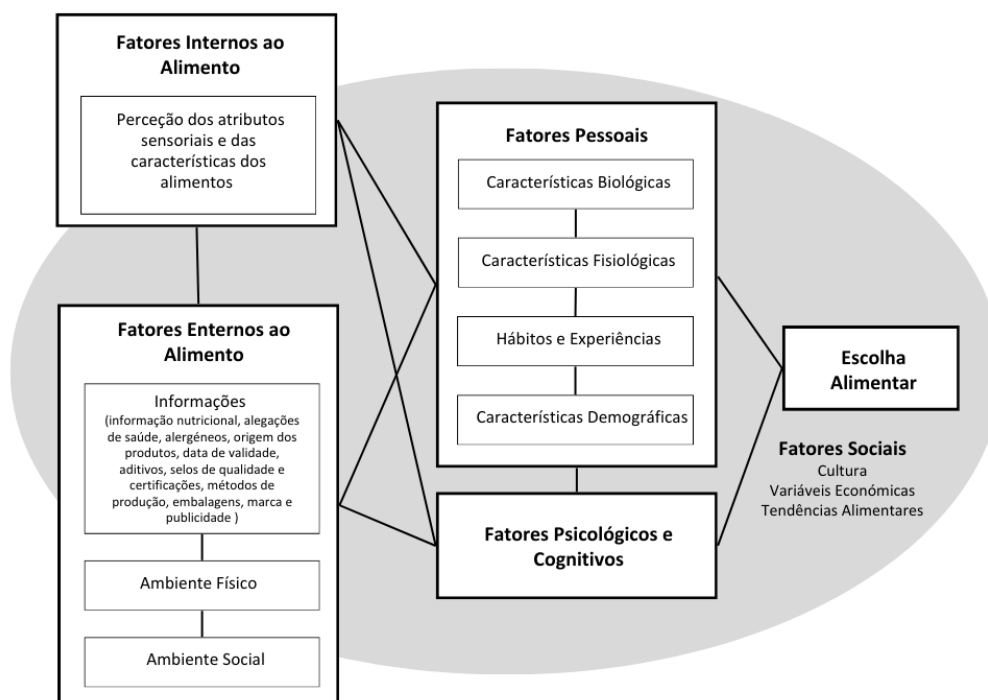 Fatores Internos ao
Alimento
Perceção dos atributos
sensoriais e das
características dos
alimentos
Fatores Enternos ao
Alimento
Informações
(informação nutricional, alegações
de saúde, alergéneos, origem dos
produtos, data de validade,
aditivos, selos de qualidade e
certificações, métodos de
produção, embalagens, marca e
publicidade )
Ambiente Físico
Ambiente Social
Fatores Pessoais
Características Biológicas
Características Fisiológicas
Hábitos e Experiências
Características Demográficas
Fatores Psicológicos e
Cognitivos
Escolha
Alimentar
Fatores Sociais
Cultura
Variáveis Económicas
Tendências Alimentares